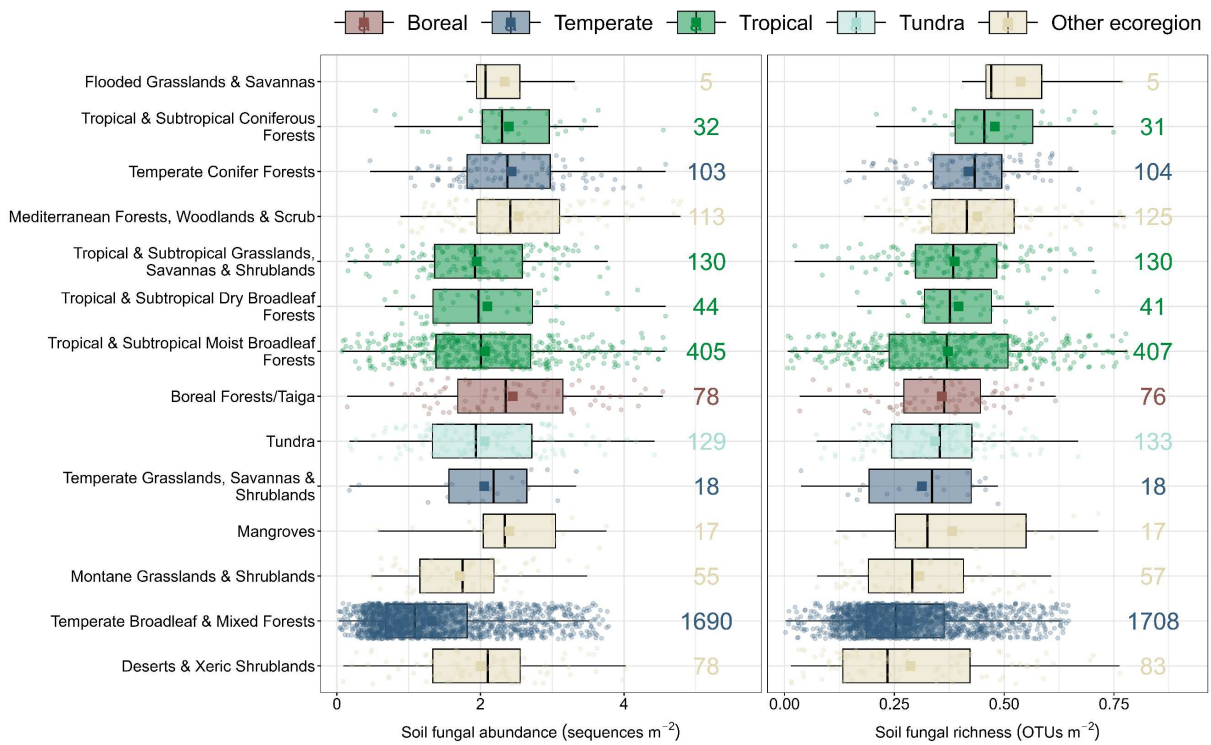 Boreal Temperate Tropical Tundra Other ecoregion
Flooded Grasslands & Savannas 5 5
Tropical & Subtropical Coniferous
Forests 32 31
Temperate Conifer Forests 103 104
Mediterranean Forests, Woodlands & Scrub 113 125
Tropical & Subtropical Grasslands,
Savannas & Shrublands 130 130
Tropical & Subtropical Dry Broadleaf
Forests 44 41
Tropical & Subtropical Moist Broadleaf
Forests 405 407
Boreal Forests/Taiga 78 76
Tundra 129 133
Temperate Grasslands, Savannas &
Shrublands 18 18
Mangroves 17 17
Montane Grasslands & Shrublands 55 57
Temperate Broadleaf & Mixed Forests 1690 1708
Deserts & Xeric Shrublands 78 83
0 2 4 0.00 0.25 0.50 0.75
Soil fungal abundance (sequences m⁻²) Soil fungal richness (OTUs m⁻²)